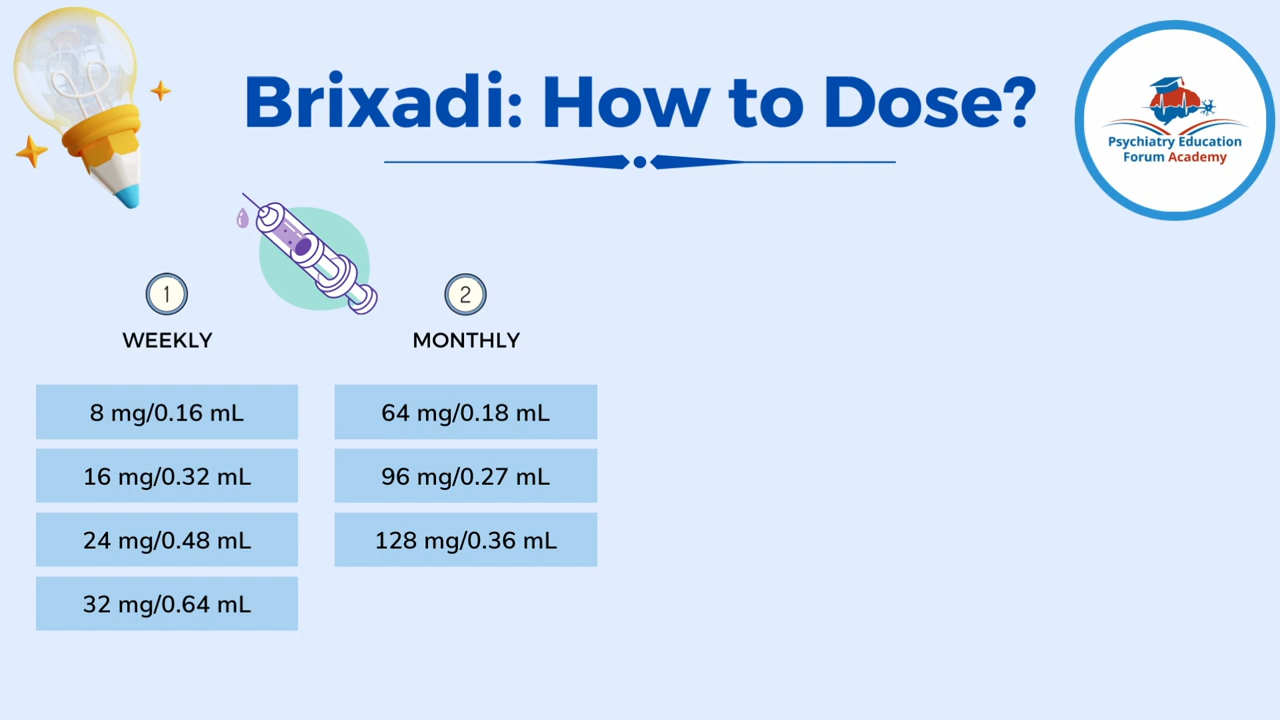 Brixadi: How to Dose?
Psychiatry Education
Forum Academy
1
WEEKLY
8 mg/0.16 mL
16 mg/0.32 mL
24 mg/0.48 mL
32 mg/0.64 mL
2
MONTHLY
64 mg/0.18 mL
96 mg/0.27 mL
128 mg/0.36 mL